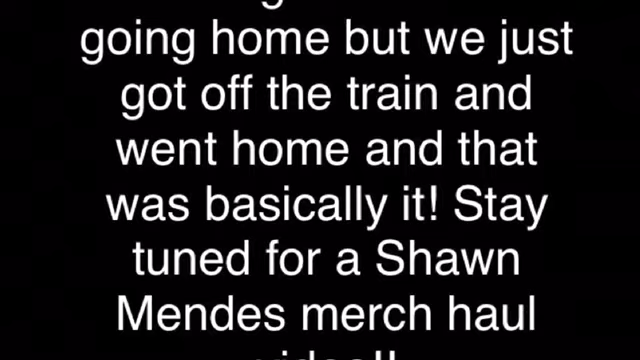 going home but we just
got off the train and
went home and that
was basically it! Stay
tuned for a Shawn
Mendes merch haul